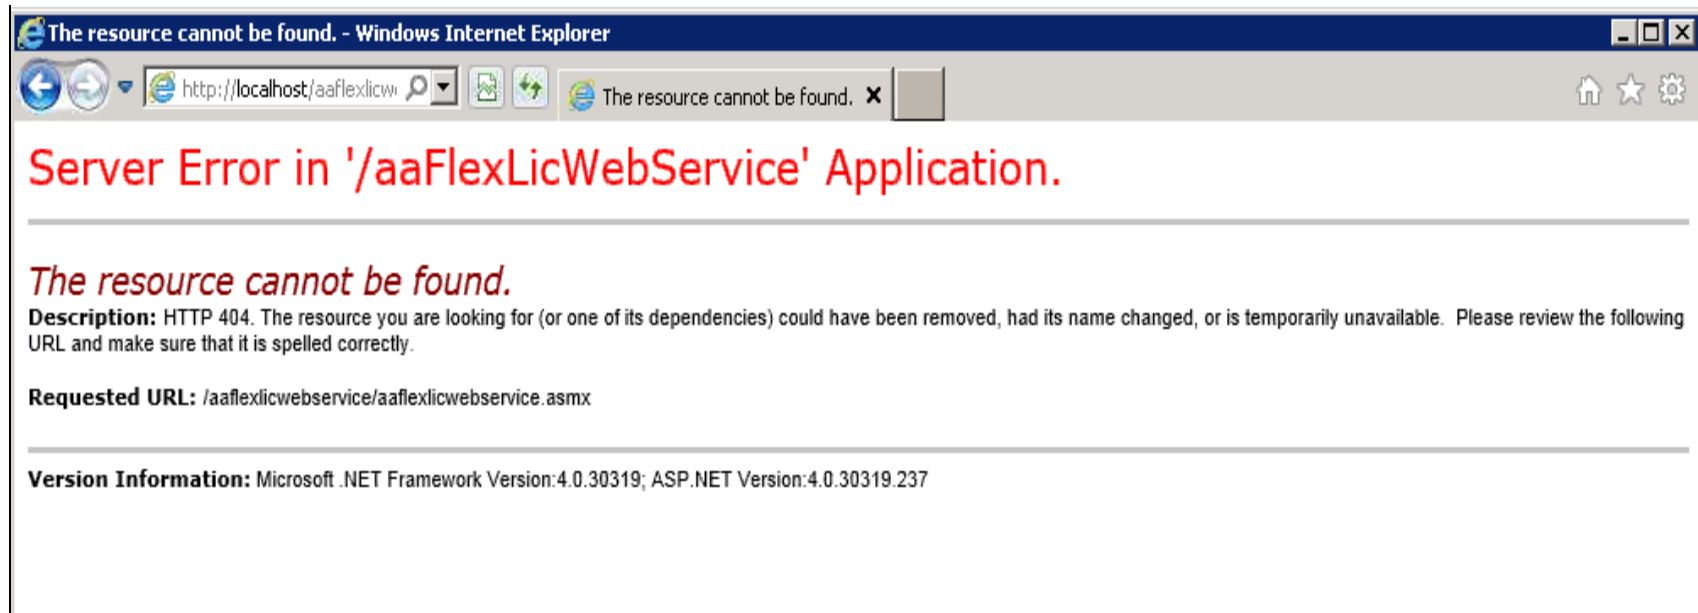 The resource cannot be found. - Windows Internet Explorer
http://localhost/aaflexlicw
The resource cannot be found.
Server Error in '/aaFlexLicWebService' Application.
The resource cannot be found.
Description: HTTP 404. The resource you are looking for (or one of its dependencies) could have been removed, had its name changed, or is temporarily unavailable.  Please review the following
URL and make sure that it is spelled correctly.
Requested URL: /aaflexlicwebservice/aaflexlicwebservice.asmx
Version Information: Microsoft .NET Framework Version:4.0.30319; ASP.NET Version:4.0.30319.237